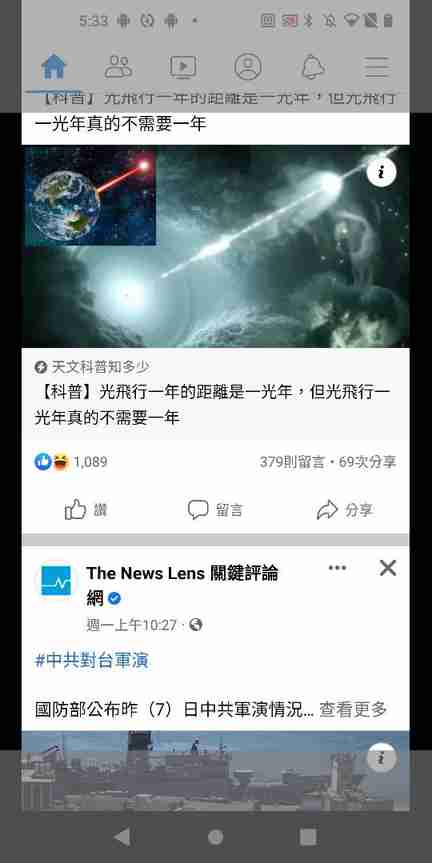 5:33
【科普】光飛行一年的距離是一光年，但光飛行
一光年真的不需要一年
天文科普知多少
【科普】光飛行一年的距離是一光年，但光飛行一
光年真的不需要一年
1,089
379則留言・69次分享
讚
留言
分享
The News Lens 關鍵評論
網
週一上午10:27 ·
#中共對台軍演
國防部公布昨（7）日中共軍演情況... 查看更多